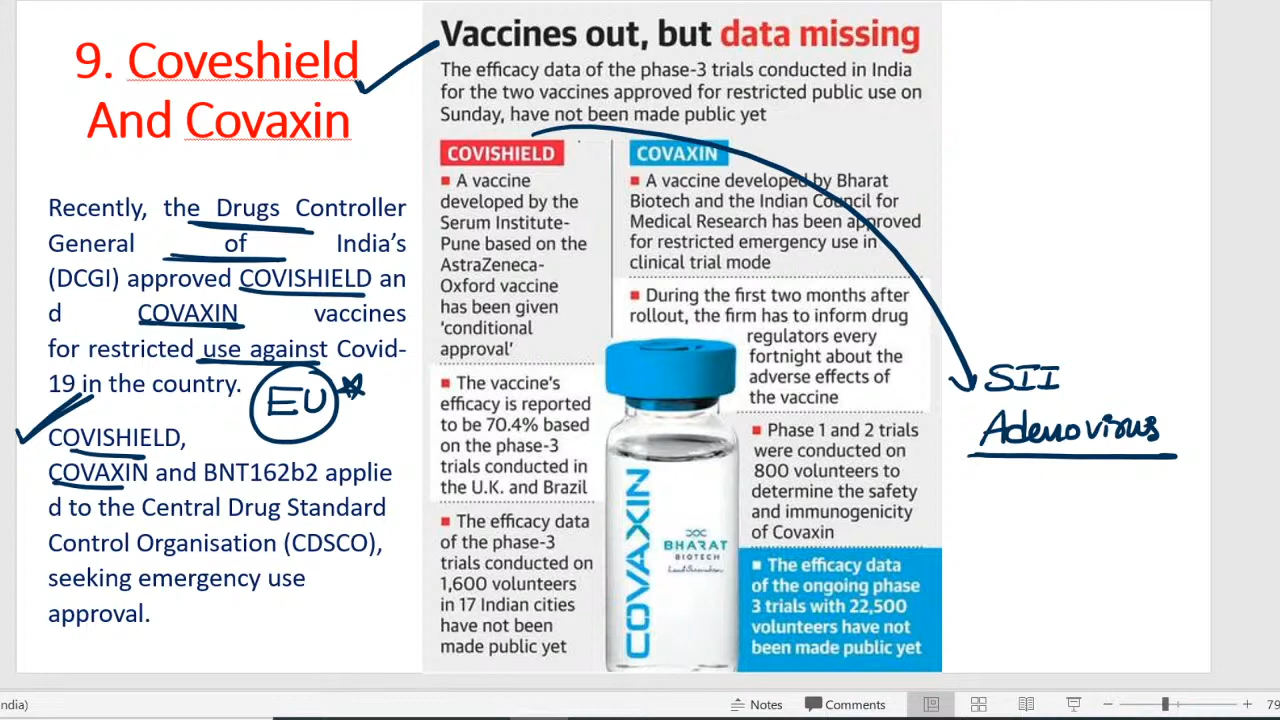 9. Coveshield
And Covaxin
Recently, the Drugs Controller
General of India's
(DCGI) approved COVISHIELD an
d COVAXIN vaccines
for restricted use against Covid-
19 in the country.
EU
COVISHIELD,
COVAXIN and BNT162b2 applie
d to the Central Drug Standard
Control Organisation (CDSCO),
seeking emergency use
approval.
Vaccines out, but data missing
The efficacy data of the phase-3 trials conducted in India
for the two vaccines approved for restricted public use on
Sunday, have not been made public yet
COVISHIELD
A vaccine
developed by the
Serum Institute-
Pune based on the
AstraZeneca-
Oxford vaccine
has been given
'conditional
approval'
The vaccine's
efficacy is reported
to be 70.4% based
on the phase-3
trials conducted in
the U.K. and Brazil
The efficacy data
of the phase-3
trials conducted on
1,600 volunteers
in 17 Indian cities
have not been
made public yet
COVAXIN
A vaccine developed by Bharat
Biotech and the Indian Council for
Medical Research has been approved
for restricted emergency use in
clinical trial mode
During the first two months after
rollout, the firm has to inform drug
regulators every
fortnight about the
adverse effects of
the vaccine
Phase 1 and 2 trials
were conducted on
800 volunteers to
determine the safety
and immunogenicity
of Covaxin
The efficacy data
of the ongoing phase
3 trials with 22,500
volunteers have not
been made public yet
COVAXIN
BHARAT
BIOTECH
SII
Adenovirus
ndia)
Notes
Comments
79